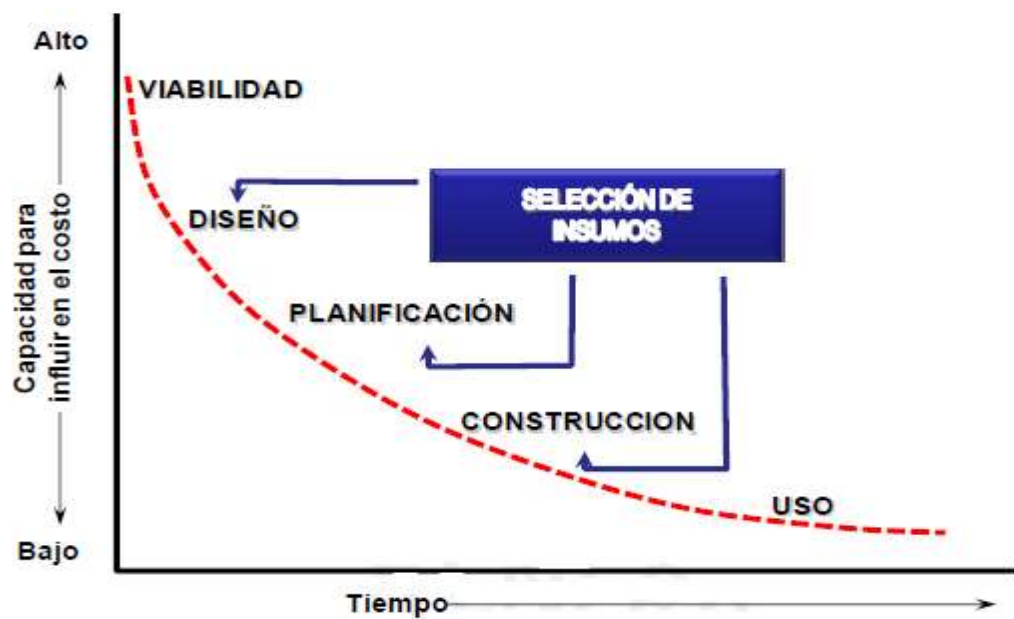 Alto
VIABILIDAD
SELECCIÓN DE
INSUMOS
DISEÑO
Capacidad para
influir en el costo
PLANIFICACIÓN
CONSTRUCCION
USO
Bajo
Tiempo